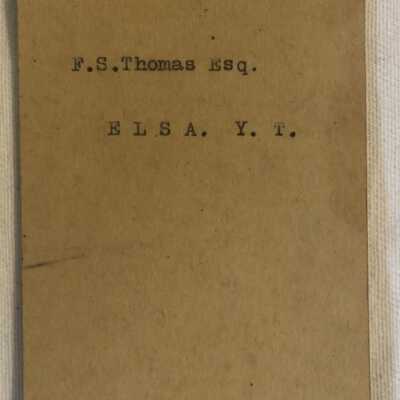 F.S.Thomas Esq.
E L S A. Y. T.